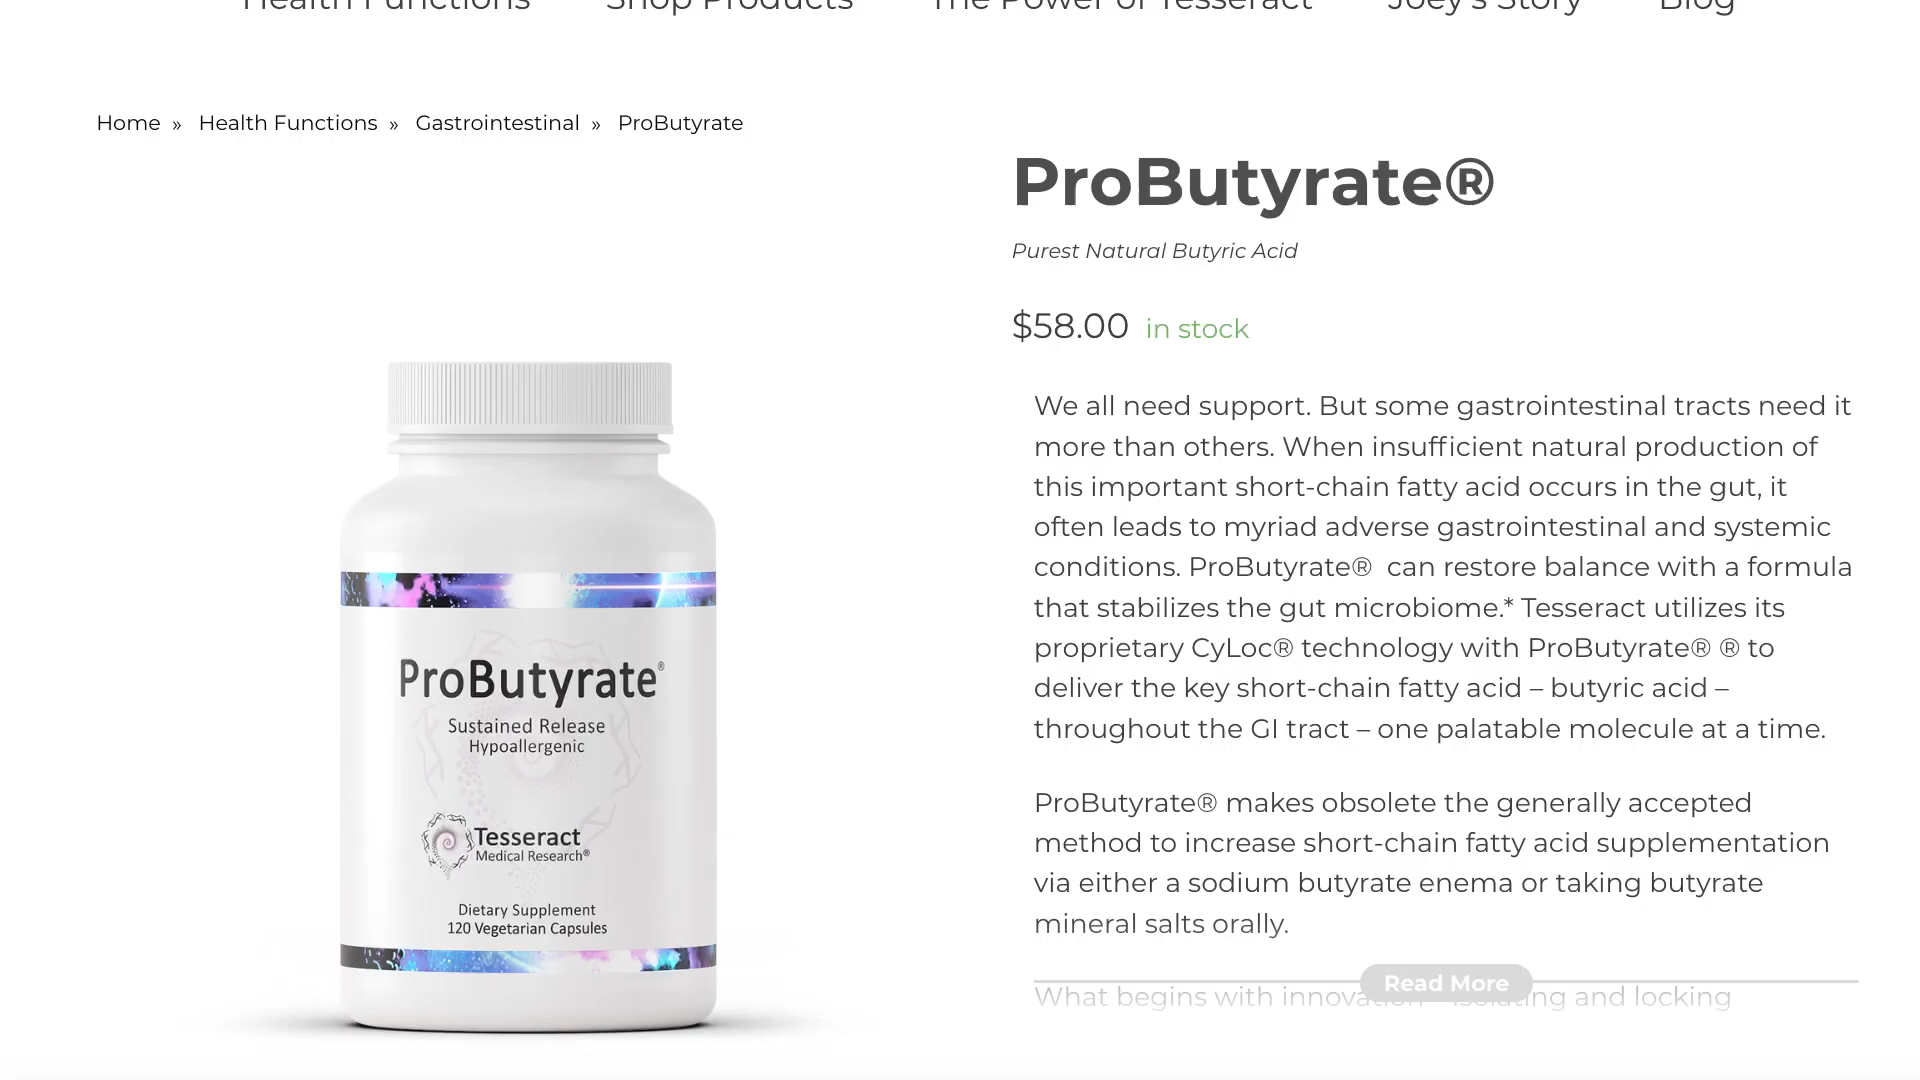 Health Functions Shop Products The Power of Tesseract Joey's Story Blog
Home » Health Functions » Gastrointestinal » ProButyrate
ProButyrate®
Purest Natural Butyric Acid
$58.00 in stock
We all need support. But some gastrointestinal tracts need it
more than others. When insufficient natural production of
this important short-chain fatty acid occurs in the gut, it
often leads to myriad adverse gastrointestinal and systemic
conditions. ProButyrate® can restore balance with a formula
that stabilizes the gut microbiome.* Tesseract utilizes its
proprietary CyLoc® technology with ProButyrate® ® to
deliver the key short-chain fatty acid – butyric acid –
throughout the GI tract – one palatable molecule at a time.
ProButyrate® makes obsolete the generally accepted
method to increase short-chain fatty acid supplementation
via either a sodium butyrate enema or taking butyrate
mineral salts orally.
Read More
What begins with innovation – isolating and locking
ProButyrate®
Sustained Release
Hypoallergenic
Tesseract
Medical Research®
Dietary Supplement
120 Vegetarian Capsules